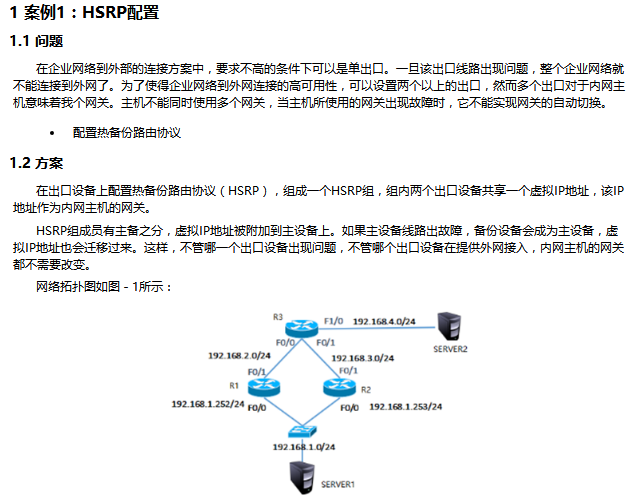 1 案例1：HSRP配置
1.1 问题
在企业网络到外部的连接方案中，要求不高的条件下可以是单出口。一旦该出口线路出现问题，整个企业网络就
不能连接到外网了。为了使得企业网络到外网连接的高可用性，可以设置两个以上的出口，然而多个出口对于内网主
机意味着我个网关。主机不能同时使用多个网关，当主机所使用的网关出现故障时，它不能实现网关的自动切换。
• 配置热备份路由协议
1.2 方案
在出口设备上配置热备份路由协议（HSRP），组成一个HSRP组，组内两个出口设备共享一个虚拟IP地址，该IP
地址作为内网主机的网关。
HSRP组成员有主备之分，虚拟IP地址被附加到主设备上。如果主设备线路出故障，备份设备会成为主设备，虚
拟IP地址也会迁移过来。这样，不管哪一个出口设备出现问题，不管哪个出口设备在提供外网接入，内网主机的网关
都不需要改变。
网络拓扑图如图－1所示：
R3
F1/0 192.168.4.0/24
SERVER2
F0/0 F0/1
192.168.2.0/24 192.168.3.0/24
F0/1 F0/1
R1 R2
192.168.1.252/24 F0/0 F0/0 192.168.1.253/24
192.168.1.0/24
SERVER1